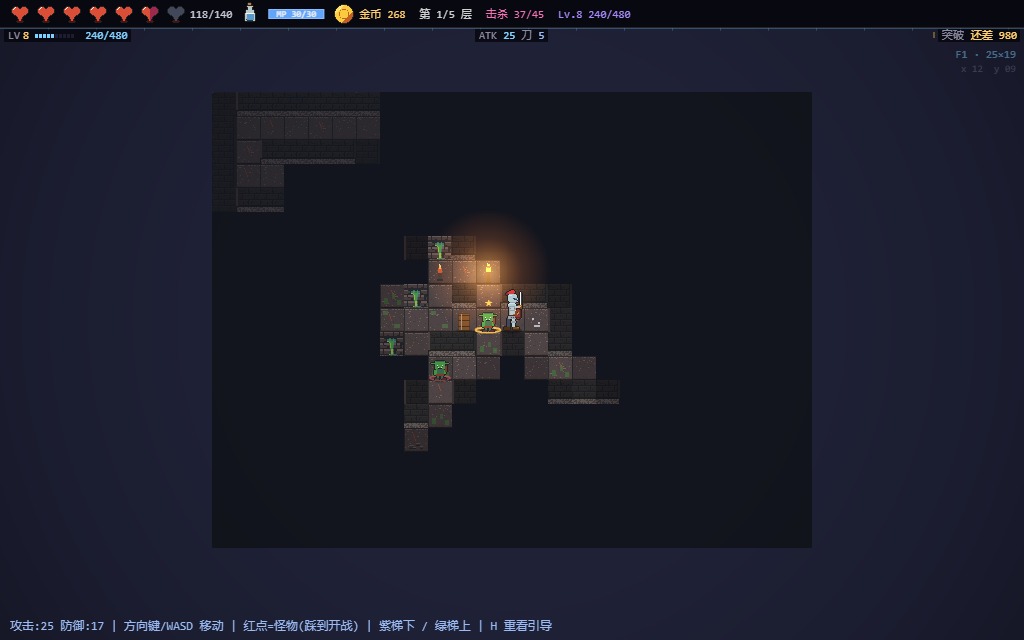 118/140 MP 30/30 金币 268 第 1/5 层 击杀 37/45 Lv.8 240/480
LV 8 240/480 ATK 25 刀 5 突破 还差 980
F1 · 25×19
x 12 y 09
攻击:25 防御:17 | 方向键/WASD 移动 | 红点=怪物(踩到开战) | 紫梯下 / 绿梯上 | H 重看引导